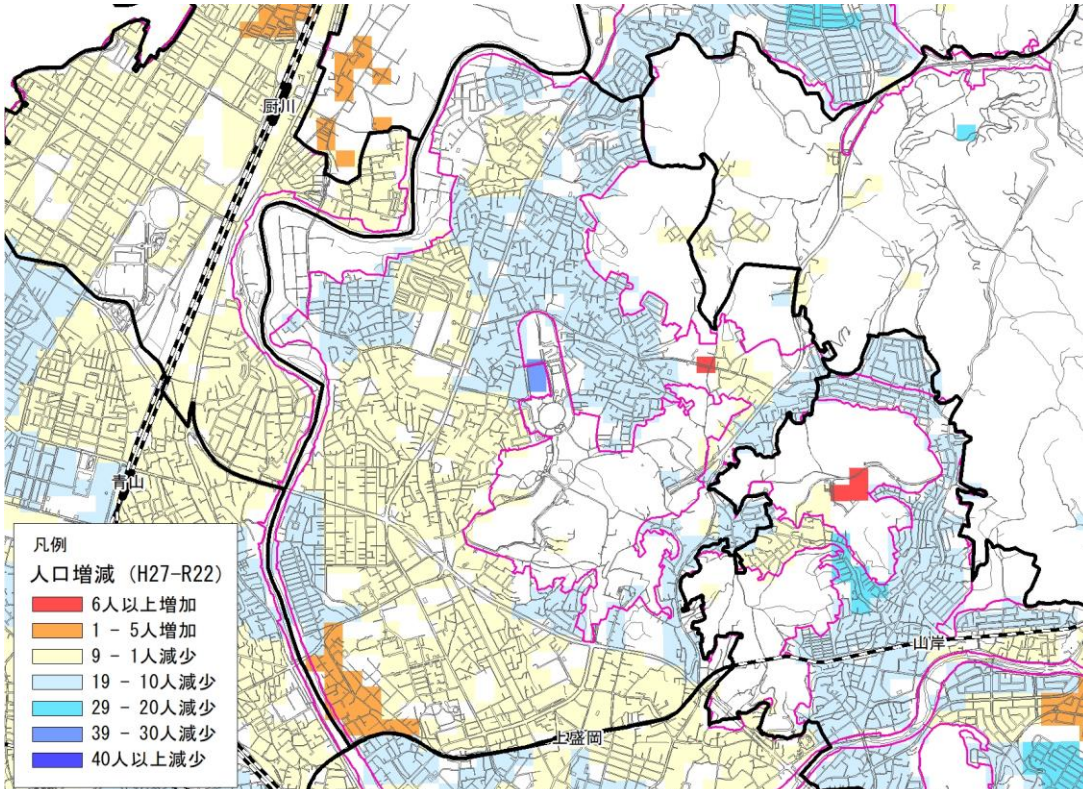 厨川
青山
山岸
上盛岡
凡例
人口増減 (H27-R22)
6人以上増加
1 - 5人増加
9 - 1人減少
19 - 10人減少
29 - 20人減少
39 - 30人減少
40人以上減少